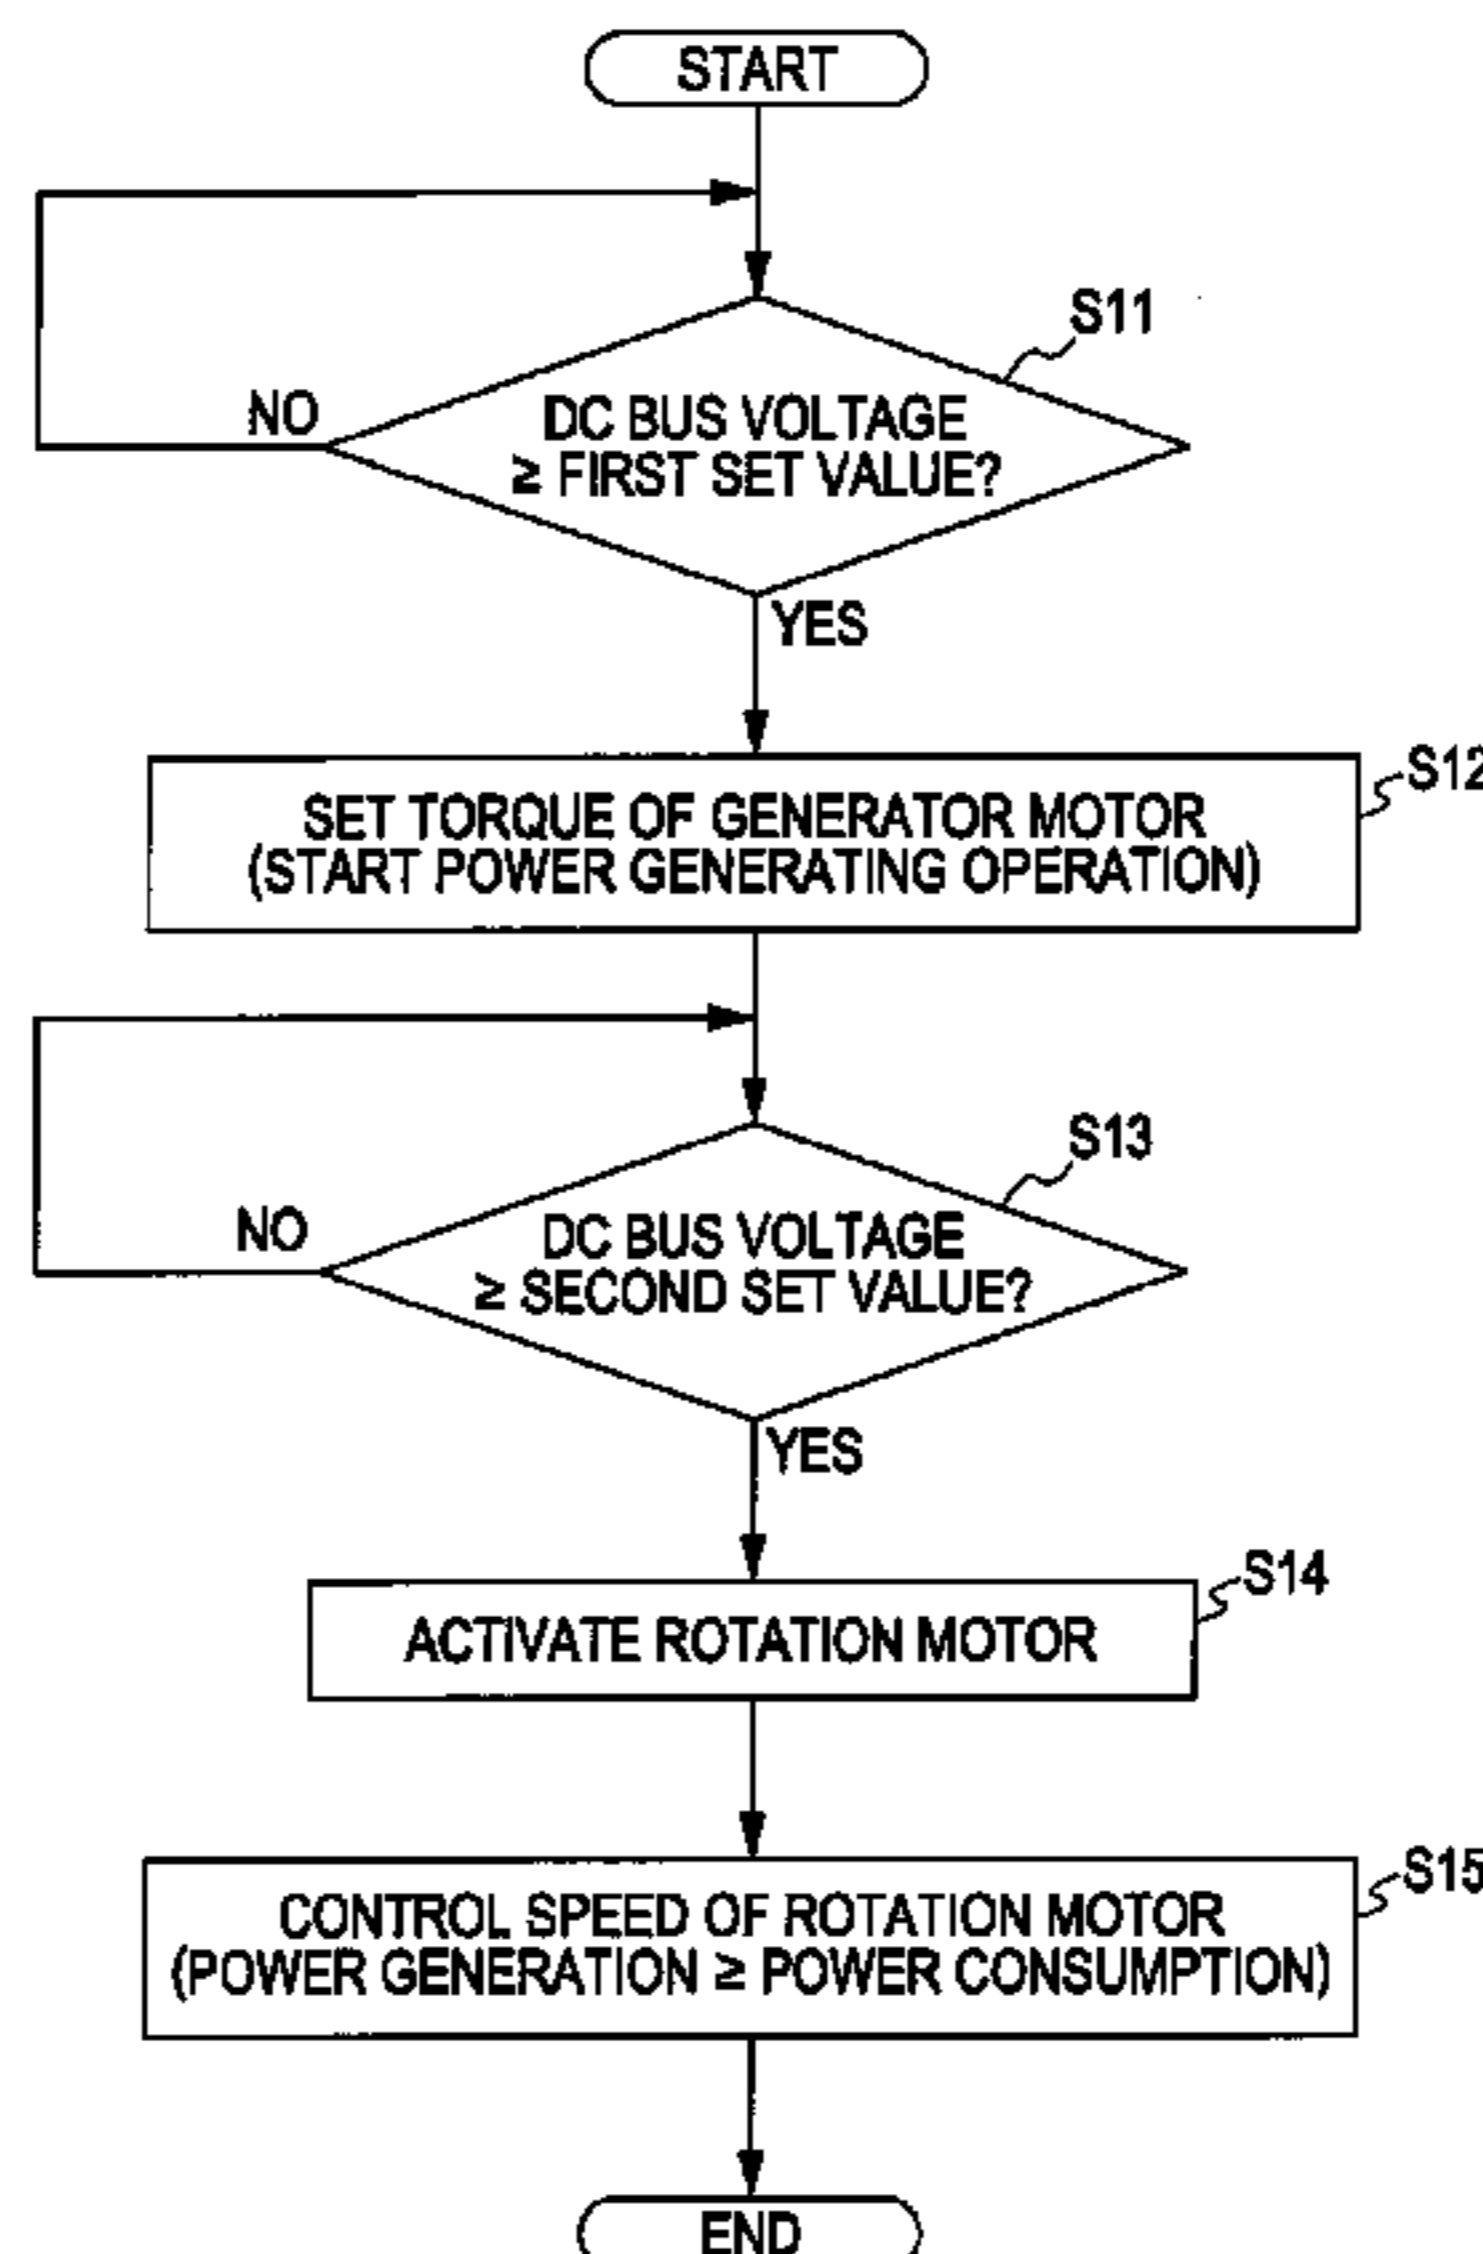 START
S11
DC BUS VOLTAGE
≥ FIRST SET VALUE?
NO
YES
S12
SET TORQUE OF GENERATOR MOTOR
(START POWER GENERATING OPERATION)
S13
DC BUS VOLTAGE
≥ SECOND SET VALUE?
NO
YES
S14
ACTIVATE ROTATION MOTOR
S15
CONTROL SPEED OF ROTATION MOTOR
(POWER GENERATION ≥ POWER CONSUMPTION)
END